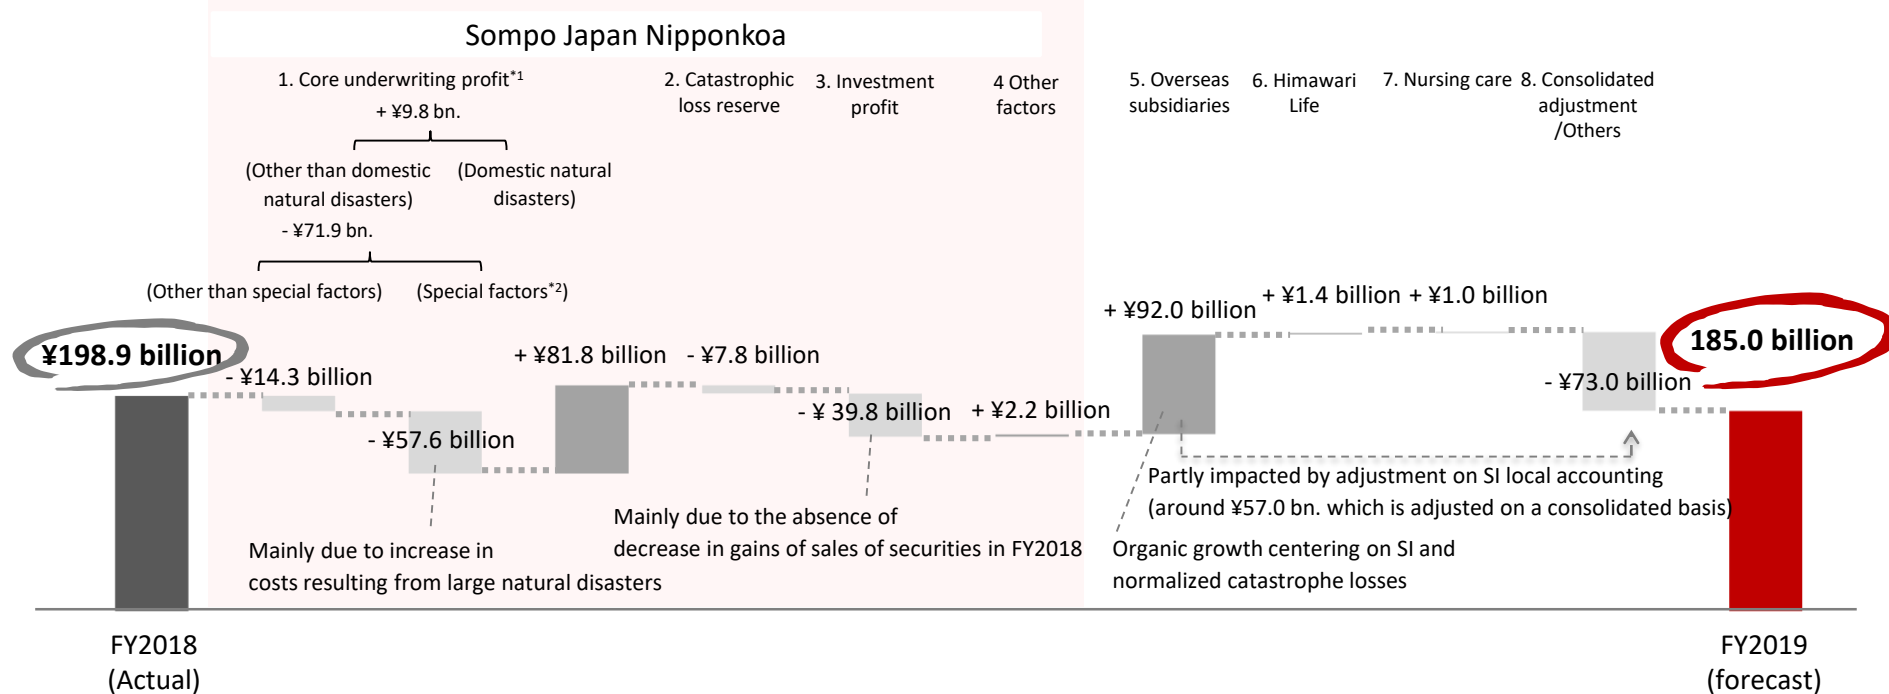 Sompo Japan Nipponkoa
1. Core underwriting profit*1
+ ¥9.8 bn.
(Other than domestic
natural disasters)
- ¥71.9 bn.
(Domestic natural
disasters)
(Other than special factors)
(Special factors*2)
2. Catastrophic
loss reserve
3. Investment
profit
4 Other
factors
5. Overseas
subsidiaries
6. Himawari
Life
7. Nursing care
8. Consolidated
adjustment
/Others
¥198.9 billion
- ¥14.3 billion
- ¥57.6 billion
+ ¥81.8 billion
- ¥7.8 billion
- ¥ 39.8 billion
+ ¥2.2 billion
+ ¥92.0 billion
+ ¥1.4 billion
+ ¥1.0 billion
- ¥73.0 billion
185.0 billion
Mainly due to increase in
costs resulting from large natural disasters
Mainly due to the absence of
decrease in gains of sales of securities in FY2018
Partly impacted by adjustment on SI local accounting
(around ¥57.0 bn. which is adjusted on a consolidated basis)
Organic growth centering on SI and
normalized catastrophe losses
FY2018
(Actual)
FY2019
(forecast)